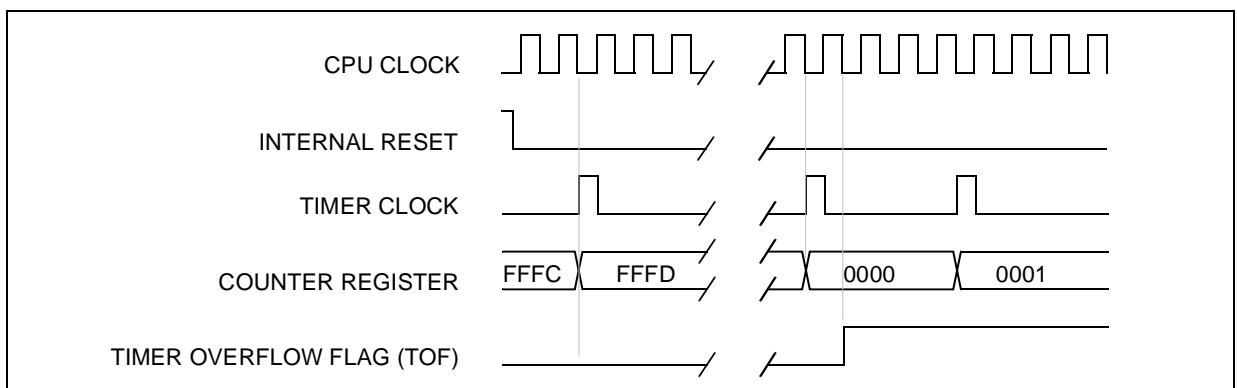 CPU CLOCK
INTERNAL RESET
TIMER CLOCK
COUNTER REGISTER FFFC FFFD 0000 0001
TIMER OVERFLOW FLAG (TOF)